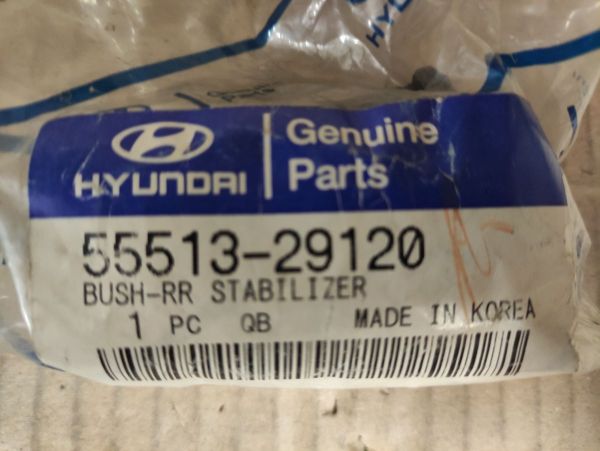 HYUNDAI
Genuine
Parts
55513-29120
BUSH-RR STABILIZER
1 PC QB MADE IN KOREA